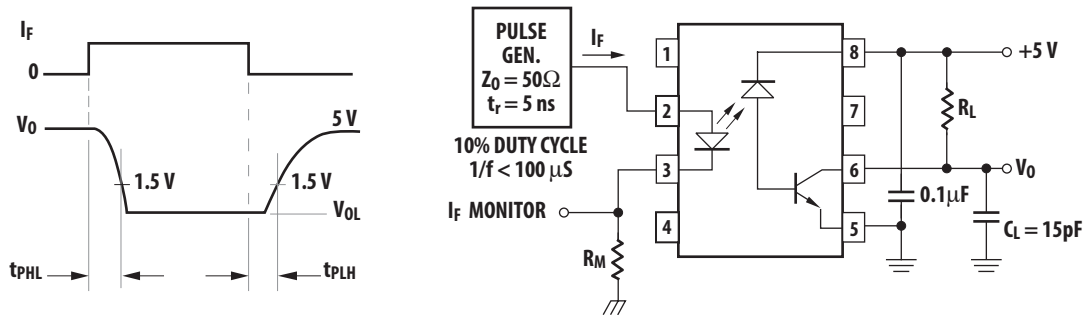 IF
0
VO
5 V
1.5 V
1.5 V
VOL
tPHL
tPLH
PULSE
GEN.
ZO = 50Ω
tr = 5 ns
10% DUTY CYCLE
1/f < 100 μS
IF
IF MONITOR
RM
1
2
3
4
8
7
6
5
+5 V
RL
VO
0.1μF
CL = 15pF